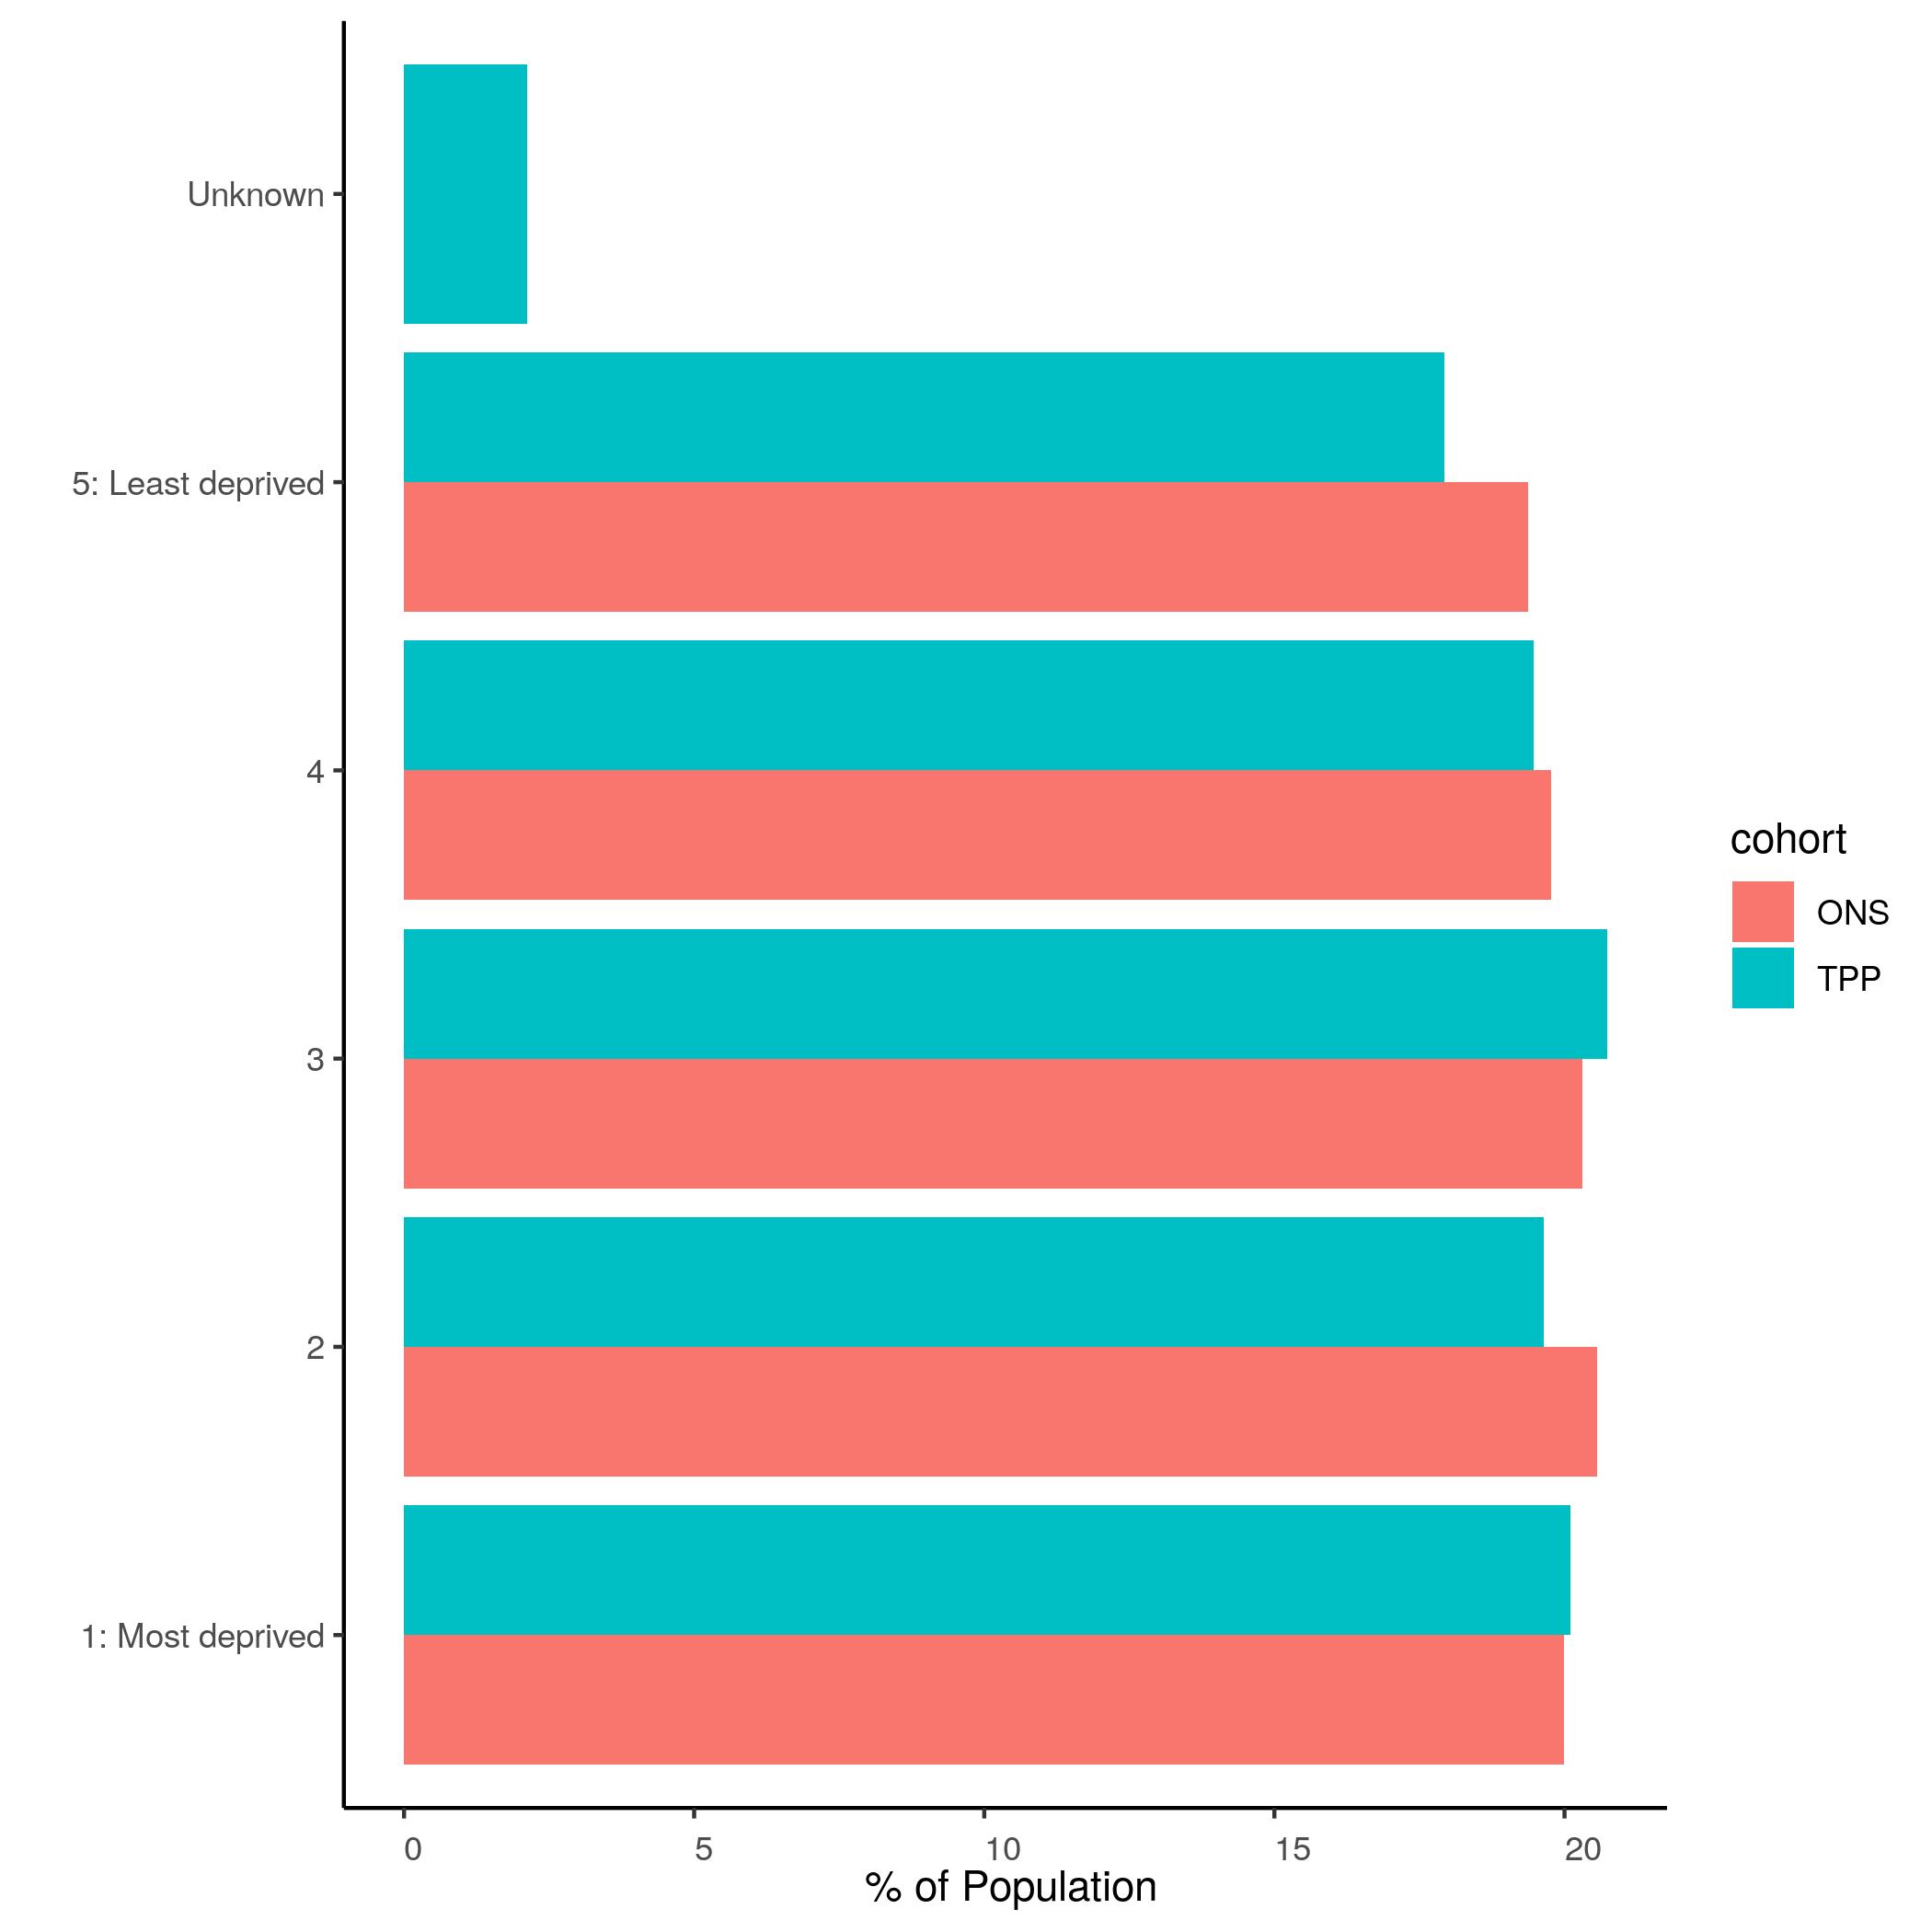 Unknown
5: Least deprived
4
3
2
1: Most deprived
0 5 10 15 20
% of Population
cohort
ONS
TPP